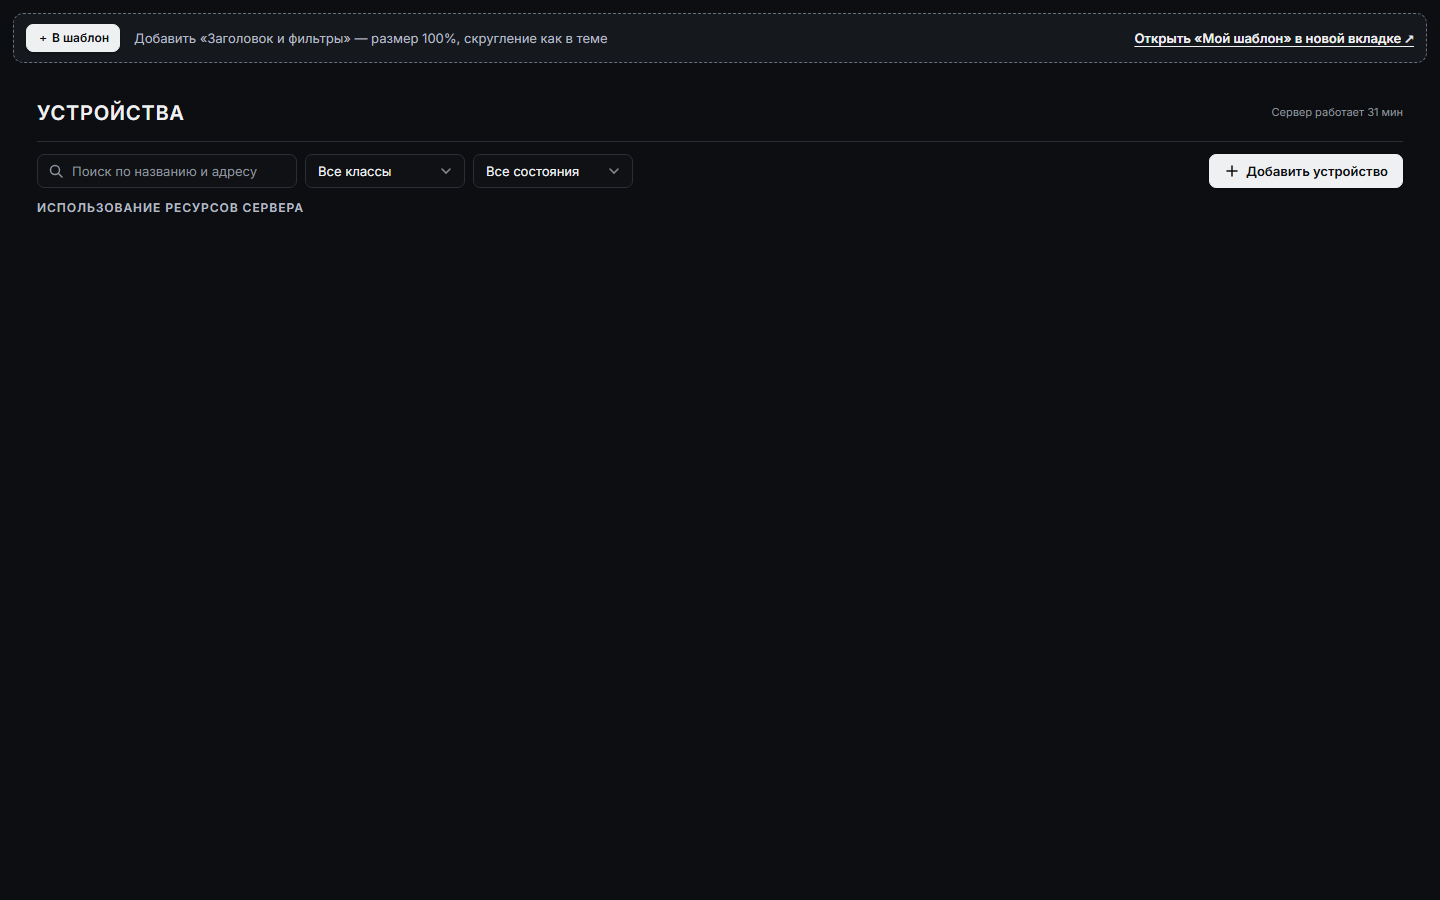 + В шаблон Добавить «Заголовок и фильтры» — размер 100%, скругление как в теме Открыть «Мой шаблон» в новой вкладке ↗
УСТРОЙСТВА Сервер работает 31 мин
Поиск по названию и адресу Все классы Все состояния + Добавить устройство
ИСПОЛЬЗОВАНИЕ РЕСУРСОВ СЕРВЕРА